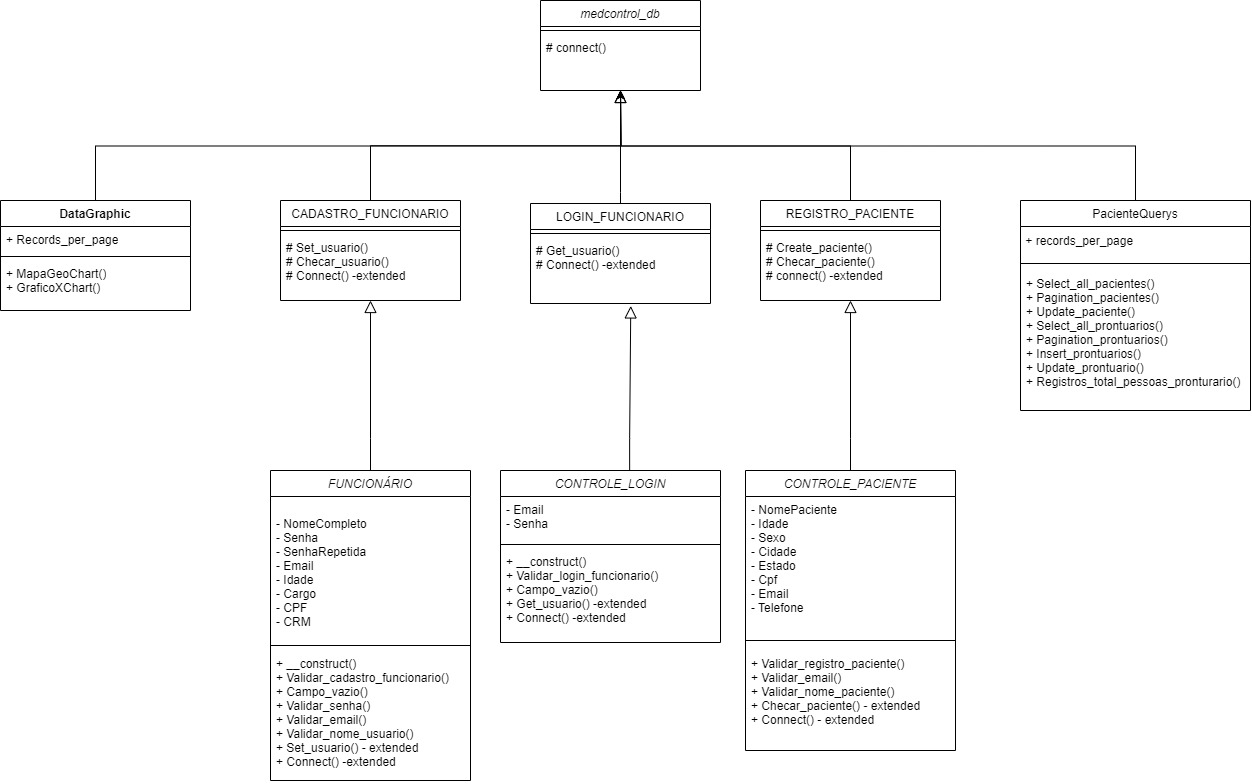 medcontrol_db
# connect()
DataGraphic
+ Records_per_page
+ MapaGeoChart()
+ GraficoXChart()
CADASTRO_FUNCIONARIO
# Set_usuario()
# Checar_usuario()
# Connect() -extended
LOGIN_FUNCIONARIO
# Get_usuario()
# Connect() -extended
REGISTRO_PACIENTE
# Create_paciente()
# Checar_paciente()
# connect() -extended
PacienteQuerys
+ records_per_page
+ Select_all_pacientes()
+ Pagination_pacientes()
+ Update_paciente()
+ Select_all_prontuarios()
+ Pagination_prontuarios()
+ Insert_prontuarios()
+ Update_prontuario()
+ Registros_total_pessoas_pronturario()
FUNCIONÁRIO
- NomeCompleto
- Senha
- SenhaRepetida
- Email
- Idade
- Cargo
- CPF
- CRM
+ __construct()
+ Validar_cadastro_funcionario()
+ Campo_vazio()
+ Validar_senha()
+ Validar_email()
+ Validar_nome_usuario()
+ Set_usuario() - extended
+ Connect() -extended
CONTROLE_LOGIN
- Email
- Senha
+ __construct()
+ Validar_login_funcionario()
+ Campo_vazio()
+ Get_usuario() -extended
+ Connect() -extended
CONTROLE_PACIENTE
- NomePaciente
- Idade
- Sexo
- Cidade
- Estado
- Cpf
- Email
- Telefone
+ Validar_registro_paciente()
+ Validar_email()
+ Validar_nome_paciente()
+ Checar_paciente() - extended
+ Connect() - extended